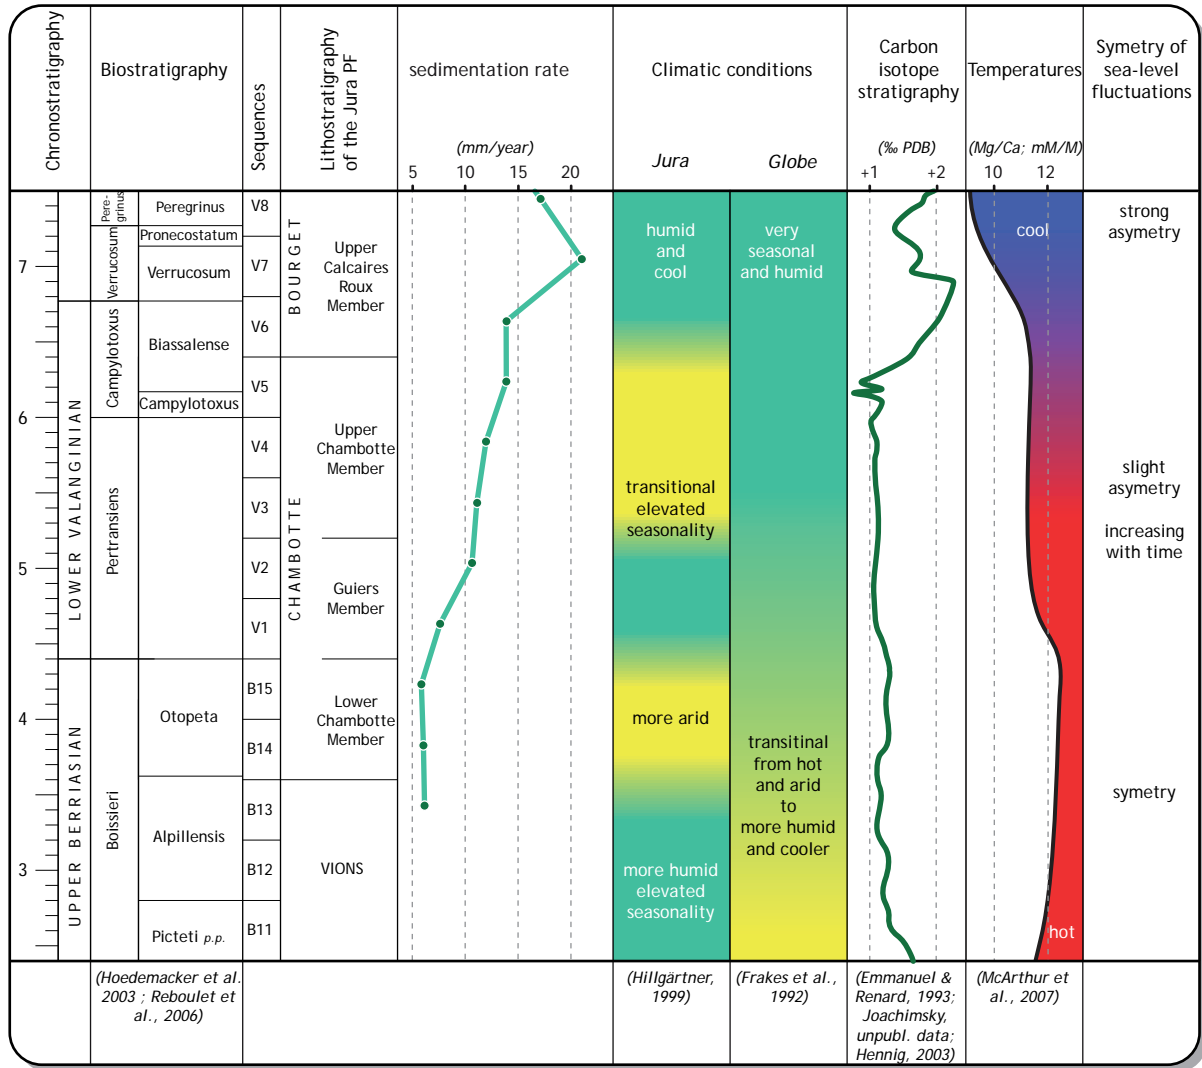 Chronostratigraphy
Biostratigraphy
Sequences
Lithostratigraphy
of the Jura PF
sedimentation rate
(mm/year)
5
10
15
20
Climatic conditions
Jura
Globe
Carbon
isotope
stratigraphy
(‰ PDB)
+1
+2
Temperatures
(Mg/Ca; mM/M)
10
12
Symetry of
sea-level
fluctuations
7
6
5
4
3
LOWER VALANGINIAN
UPPER BERRIASIAN
Pere-
grinus
Verrucosum
Campylotoxus
Pertransiens
Boissieri
Peregrinus
Pronecostatum
Verrucosum
Biassalense
Campylotoxus
Otopeta
Alpillensis
Picteti p.p.
V8
V7
V6
V5
V4
V3
V2
V1
B15
B14
B13
B12
B11
BOURGET
CHAMBOTTE
Upper
Calcaires
Roux
Member
Upper
Chambotte
Member
Guiers
Member
Lower
Chambotte
Member
VIONS
humid
and
cool
transitional
elevated
seasonality
more arid
more humid
elevated
seasonality
very
seasonal
and humid
transitinal
from hot
and arid
to
more humid
and cooler
cool
hot
strong
asymetry
slight
asymetry
increasing
with time
symetry
(Hoedemacker et al.
2003 ; Reboulet et
al., 2006)
(Hillgärtner,
1999)
(Frakes et al.,
1992)
(Emmanuel &
Renard, 1993;
Joachimsky,
unpubl. data;
Hennig, 2003)
(McArthur et
al., 2007)